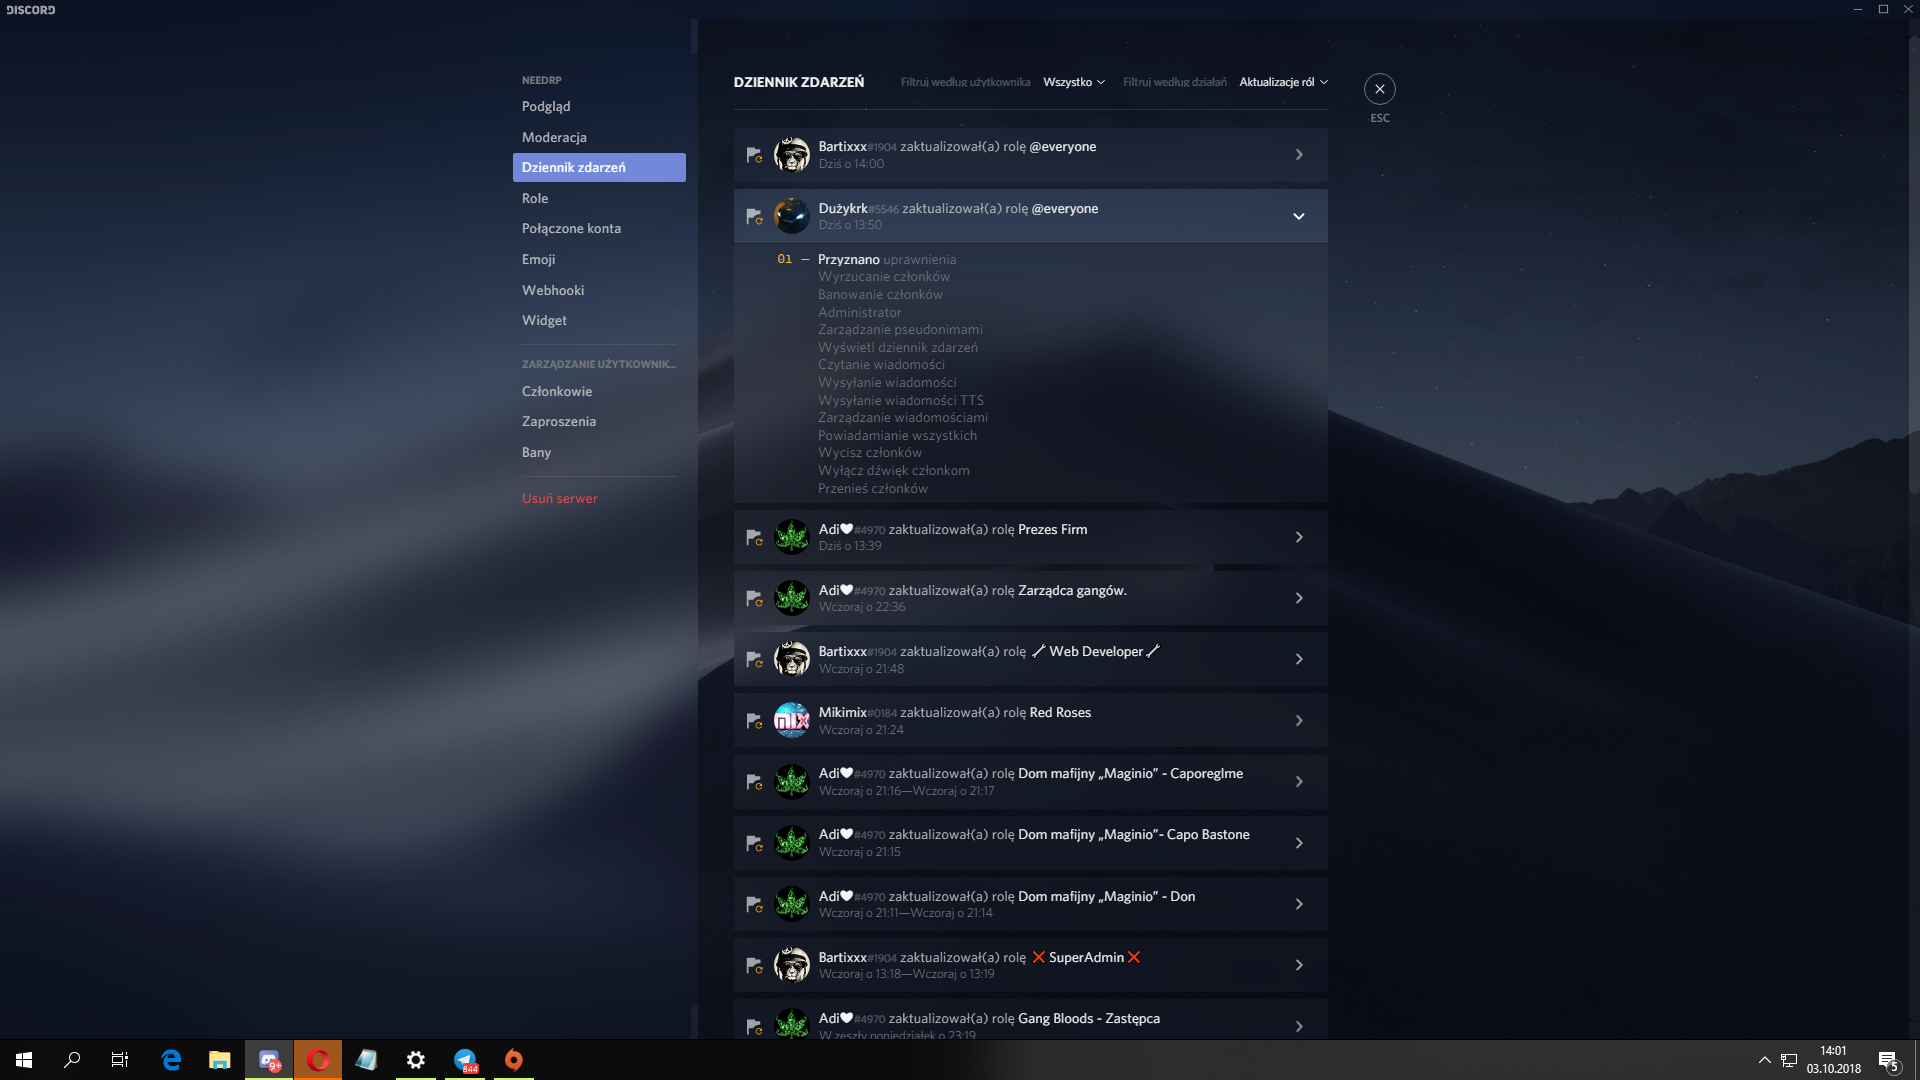 DISCORD
NEEDRP
Podgląd
Moderacja
Dziennik zdarzeń
Role
Połączone konta
Emoji
Webhooki
Widget
ZARZĄDZANIE UŻYTKOWNIK...
Członkowie
Zaproszenia
Bany
Usuń serwer
DZIENNIK ZDARZEŃ Filtruj według użytkownika Wszystko Filtruj według działań Aktualizacje ról
ESC
Bartixxx#1904 zaktualizował(a) rolę @everyone
Dziś o 14:00
Dużykrk#5546 zaktualizował(a) rolę @everyone
Dziś o 13:50
01 — Przyznano uprawnienia
Wyrzucanie członków
Banowanie członków
Administrator
Zarządzanie pseudonimami
Wyświetl dziennik zdarzeń
Czytanie wiadomości
Wysyłanie wiadomości
Wysyłanie wiadomości TTS
Zarządzanie wiadomościami
Powiadamianie wszystkich
Wycisz członków
Wyłącz dźwięk członkom
Przenieś członków
Adi🖤#4970 zaktualizował(a) rolę Prezes Firm
Dziś o 13:39
Adi🖤#4970 zaktualizował(a) rolę Zarządca gangów.
Wczoraj o 22:36
Bartixxx#1904 zaktualizował(a) rolę 🔧Web Developer🔧
Wczoraj o 21:48
MIX
Mikimix#0184 zaktualizował(a) rolę Red Roses
Wczoraj o 21:24
Adi🖤#4970 zaktualizował(a) rolę Dom mafijny „Maginio” - CaporegIme
Wczoraj o 21:16—Wczoraj o 21:17
Adi🖤#4970 zaktualizował(a) rolę Dom mafijny „Maginio”- Capo Bastone
Wczoraj o 21:15
Adi🖤#4970 zaktualizował(a) rolę Dom mafijny „Maginio” - Don
Wczoraj o 21:11—Wczoraj o 21:14
Bartixxx#1904 zaktualizował(a) rolę ❌SuperAdmin❌
Wczoraj o 13:18—Wczoraj o 13:19
Adi🖤#4970 zaktualizował(a) rolę Gang Bloods - Zastępca
W zeszły poniedziałek o 23:19
9+
844
14:01
03.10.2018
5